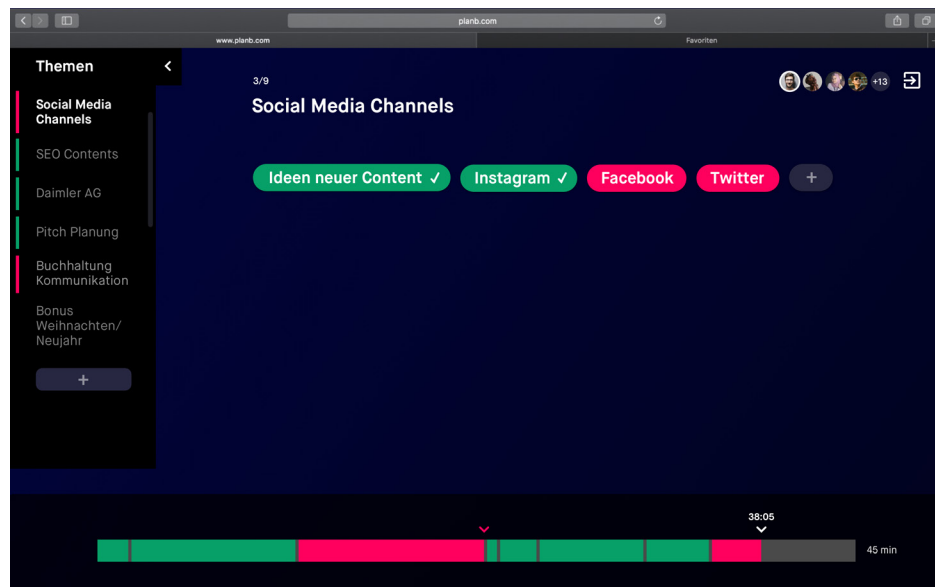 planb.com
www.planb.com
Favoriten
Themen
Social Media
Channels
SEO Contents
Daimler AG
Pitch Planung
Buchhaltung
Kommunikation
Bonus
Weihnachten/
Neujahr
+
3/9
+13
Social Media Channels
Ideen neuer Content ✓ Instagram ✓ Facebook Twitter +
38:05
45 min